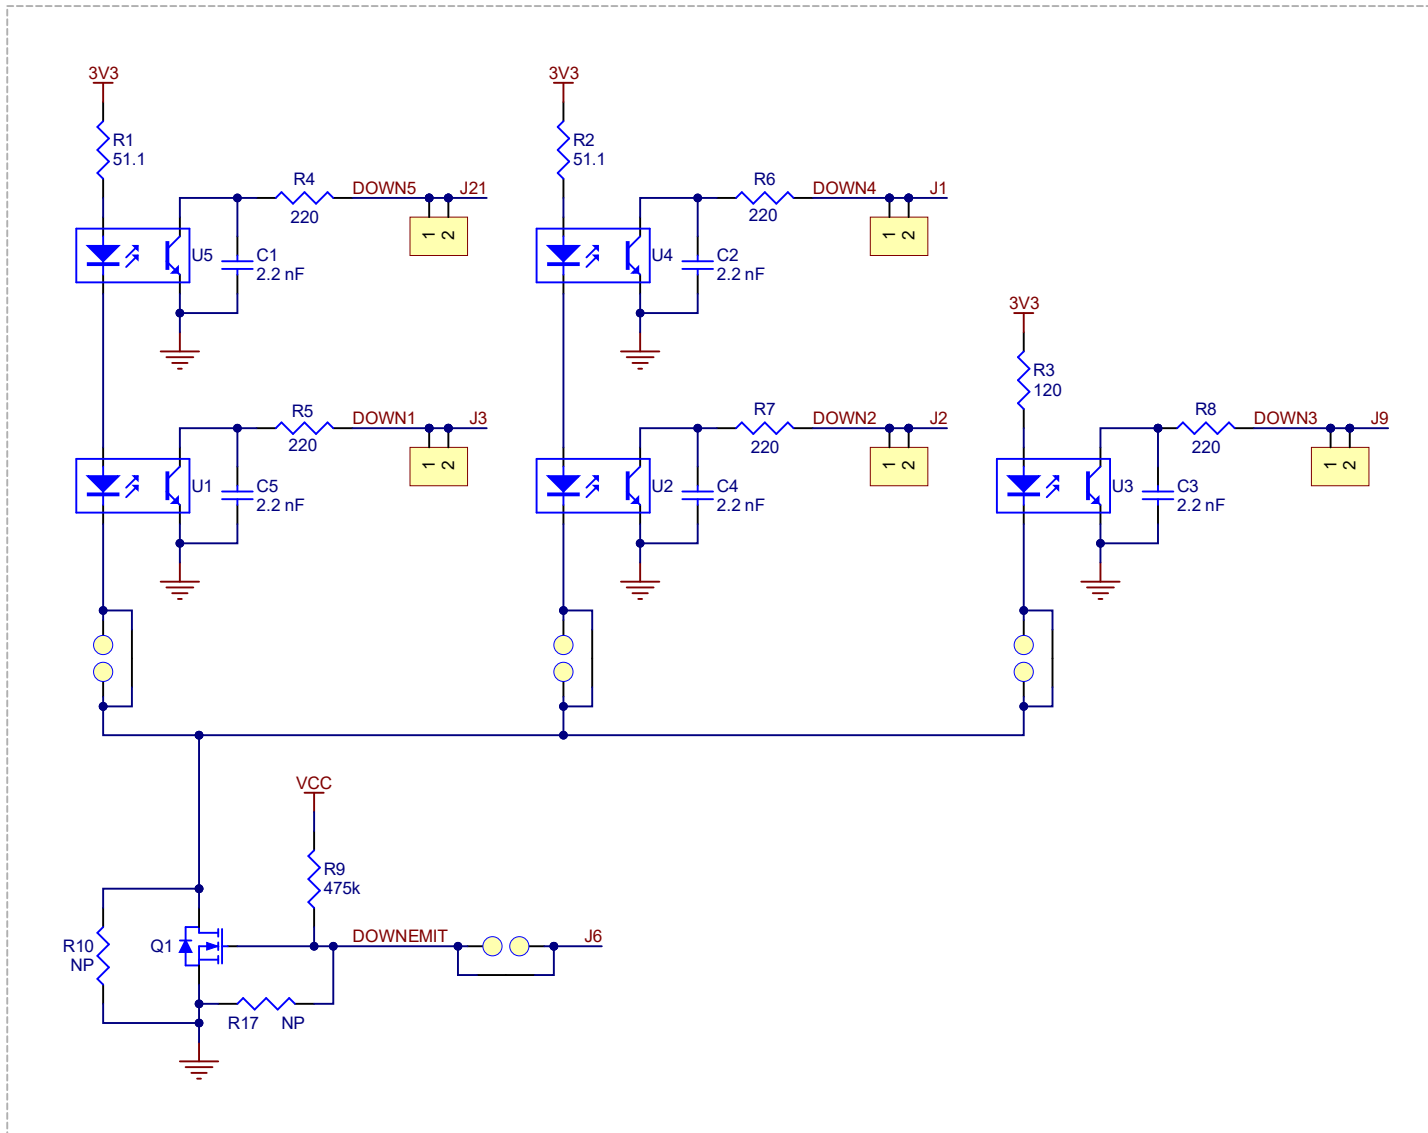 3V3
3V3
R1
51.1
R2
51.1
R4
220
DOWN5
J21
R6
220
DOWN4
J1
1 2
1 2
U5
C1
2.2 nF
U4
C2
2.2 nF
3V3
R3
120
R5
220
DOWN1
J3
R7
220
DOWN2
J2
R8
220
DOWN3
J9
1 2
1 2
1 2
U1
C5
2.2 nF
U2
C4
2.2 nF
U3
C3
2.2 nF
VCC
R9
475k
R10
NP
Q1
DOWNEMIT
J6
R17 NP